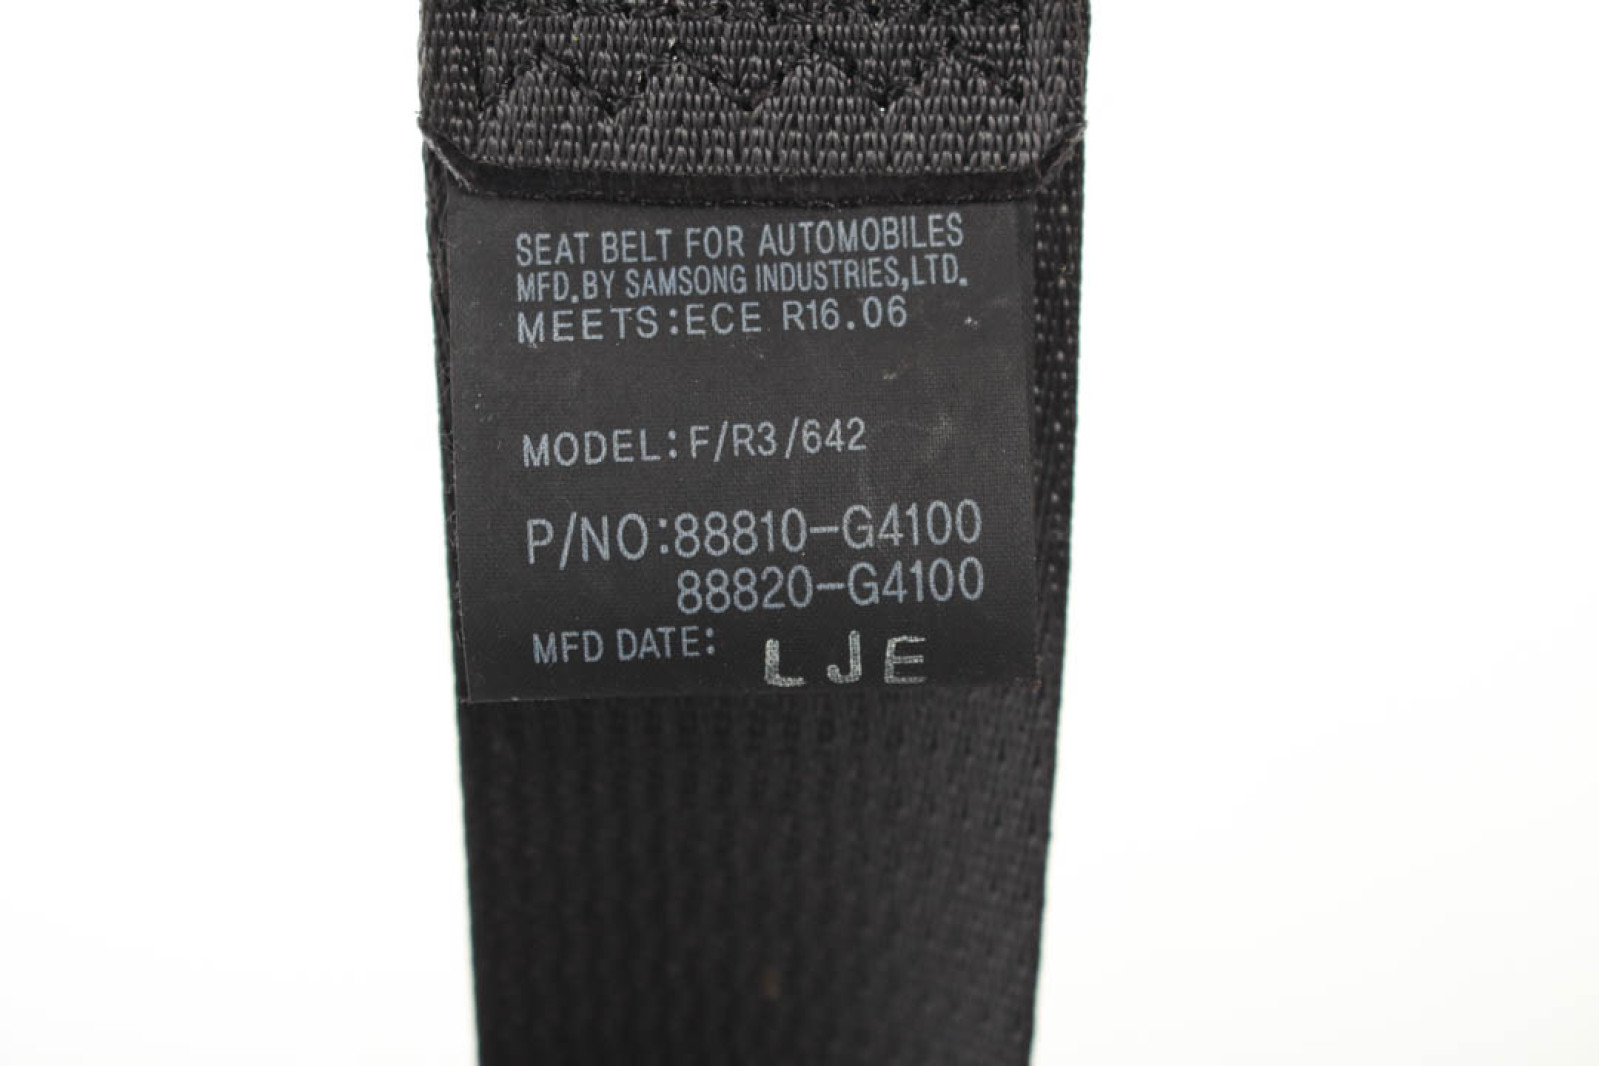 SEAT BELT FOR AUTOMOBILES
MFD.BY SAMSONG INDUSTRIES,LTD.
MEETS:ECE R16.06
MODEL:F/R3/642
P/NO:88810-G4100
88820-G4100
MFD DATE: LJE